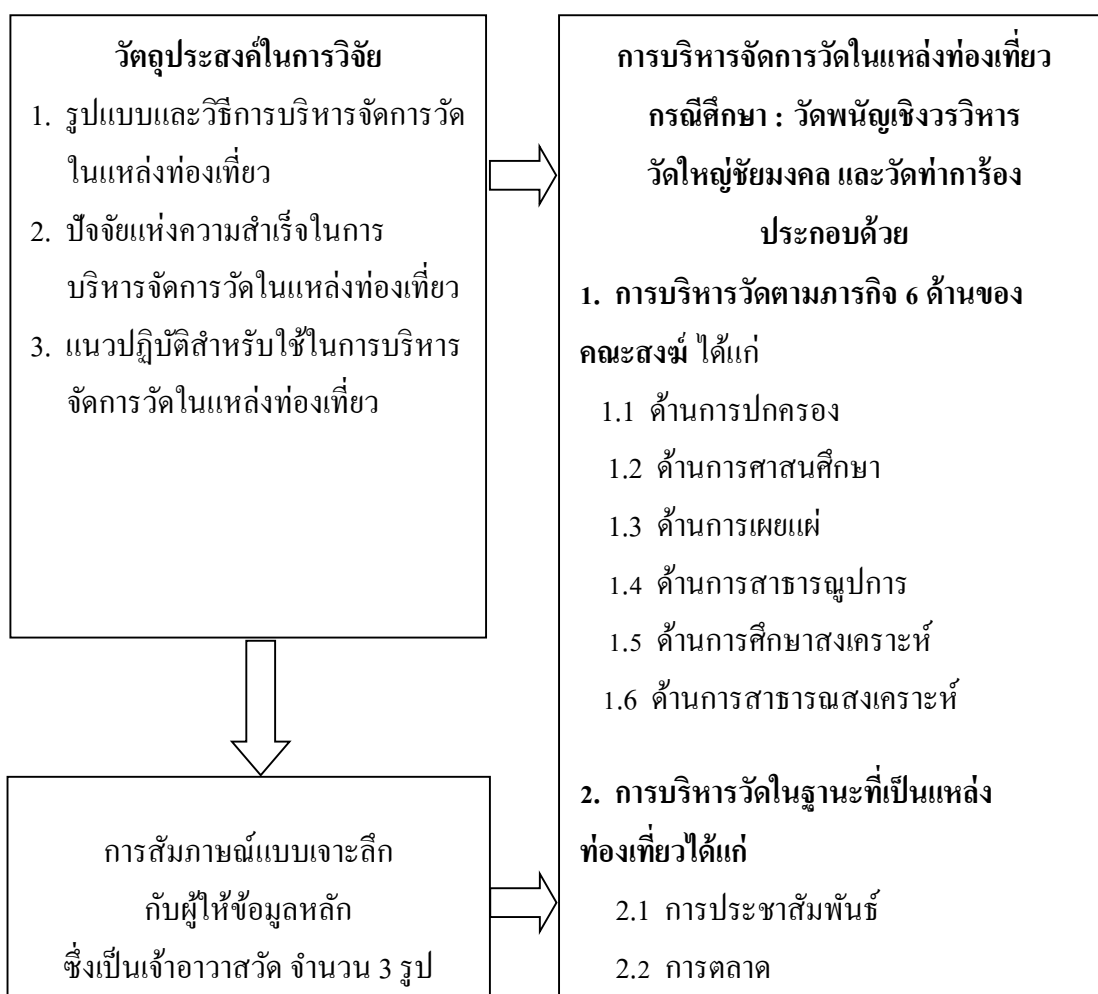 วัตถุประสงค์ในการวิจัย
1. รูปแบบและวิธีการบริหารจัดการวัด
ในแหล่งท่องเที่ยว
2. ปัจจัยแห่งความสำเร็จในการ
บริหารจัดการวัดในแหล่งท่องเที่ยว
3. แนวปฏิบัติสำหรับใช้ในการบริหาร
จัดการวัดในแหล่งท่องเที่ยว
การสัมภาษณ์แบบเจาะลึก
กับผู้ให้ข้อมูลหลัก
ซึ่งเป็นเจ้าอาวาสวัด จำนวน 3 รูป
การบริหารจัดการวัดในแหล่งท่องเที่ยว
กรณีศึกษา : วัดพนัญเชิงวรวิหาร
วัดใหญ่ชัยมงคล และวัดท่าการ้อง
ประกอบด้วย
1. การบริหารวัดตามภารกิจ 6 ด้านของ
คณะสงฆ์ ได้แก่
1.1 ด้านการปกครอง
1.2 ด้านการศาสนศึกษา
1.3 ด้านการเผยแผ่
1.4 ด้านการสาธารณูปการ
1.5 ด้านการศึกษาสงเคราะห์
1.6 ด้านการสาธารณสงเคราะห์
2. การบริหารวัดในฐานะที่เป็นแหล่ง
ท่องเที่ยวได้แก่
2.1 การประชาสัมพันธ์
2.2 การตลาด